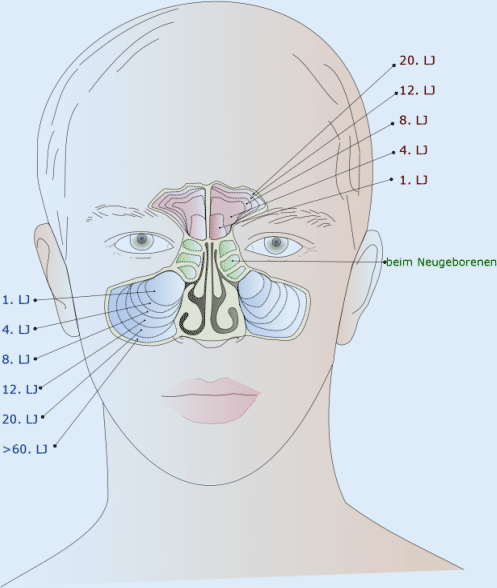 20. LJ
12. LJ
8. LJ
4. LJ
1. LJ
beim Neugeborenen
1. LJ
4. LJ
8. LJ
12. LJ
20. LJ
>60. LJ